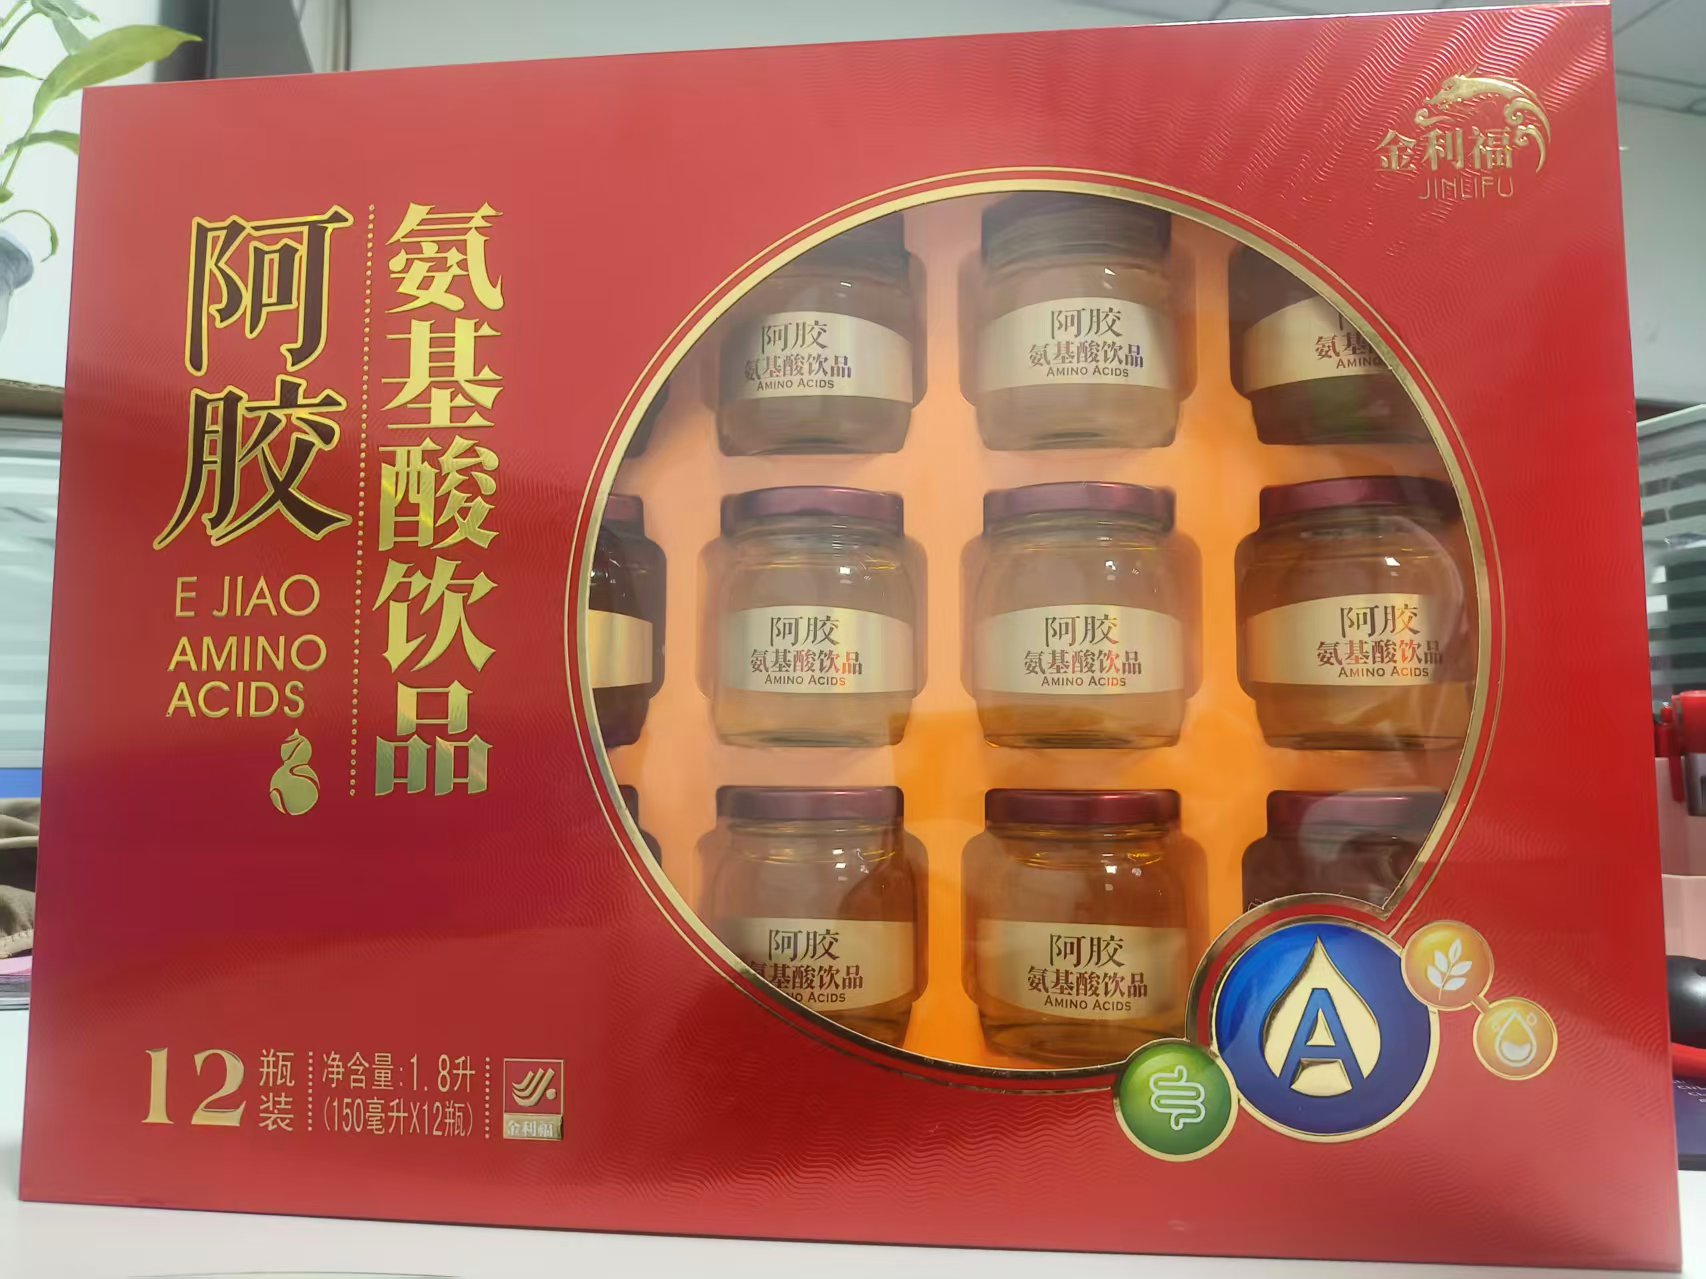 金利福
JINLIFU
阿胶
氨基酸饮品
E JIAO
AMINO
ACIDS
阿胶
氨基酸饮品
AMINO ACIDS
阿胶
氨基酸饮品
AMINO ACIDS
氨基
AMINO
阿胶
氨基酸饮品
AMINO ACIDS
阿胶
氨基酸饮品
AMINO ACIDS
阿胶
氨基酸饮品
AMINO ACIDS
阿胶
氨基酸饮品
ACIDS
阿胶
氨基酸饮品
AMINO ACIDS
A
12
瓶装
净含量:1.8升
(150毫升X12瓶)
金利福